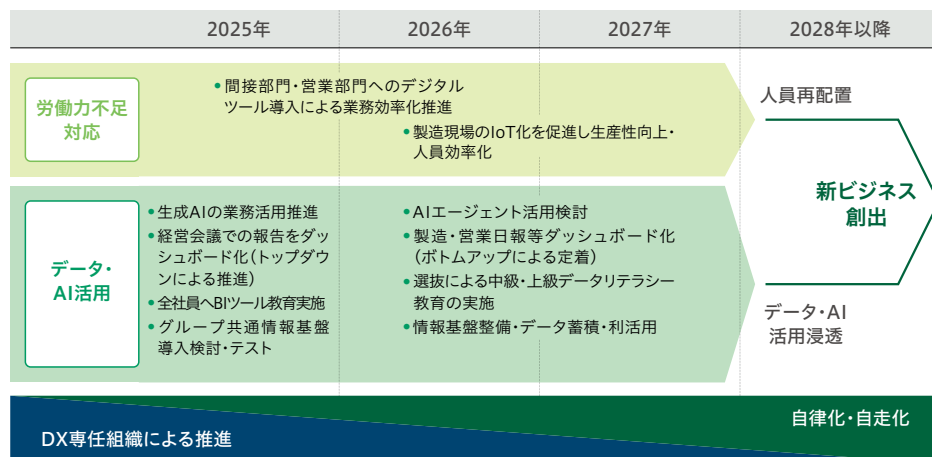 2025年
2026年
2027年
2028年以降
労働力不足
対応
•間接部門・営業部門へのデジタル
ツール導入による業務効率化推進
•製造現場のIoT化を促進し生産性向上・
人員効率化
人員再配置
データ・
AI活用
•生成AIの業務活用推進
•経営会議での報告をダッ
シュボード化(トップダウ
ンによる推進)
•全社員へBIツール教育実施
•グループ共通情報基盤
導入検討・テスト
•AIエージェント活用検討
•製造・営業日報等ダッシュボード化
(ボトムアップによる定着)
•選抜による中級・上級データリテラシー
教育の実施
•情報基盤整備・データ蓄積・利活用
データ・AI
活用浸透
新ビジネス
創出
DX専任組織による推進
自律化・自走化